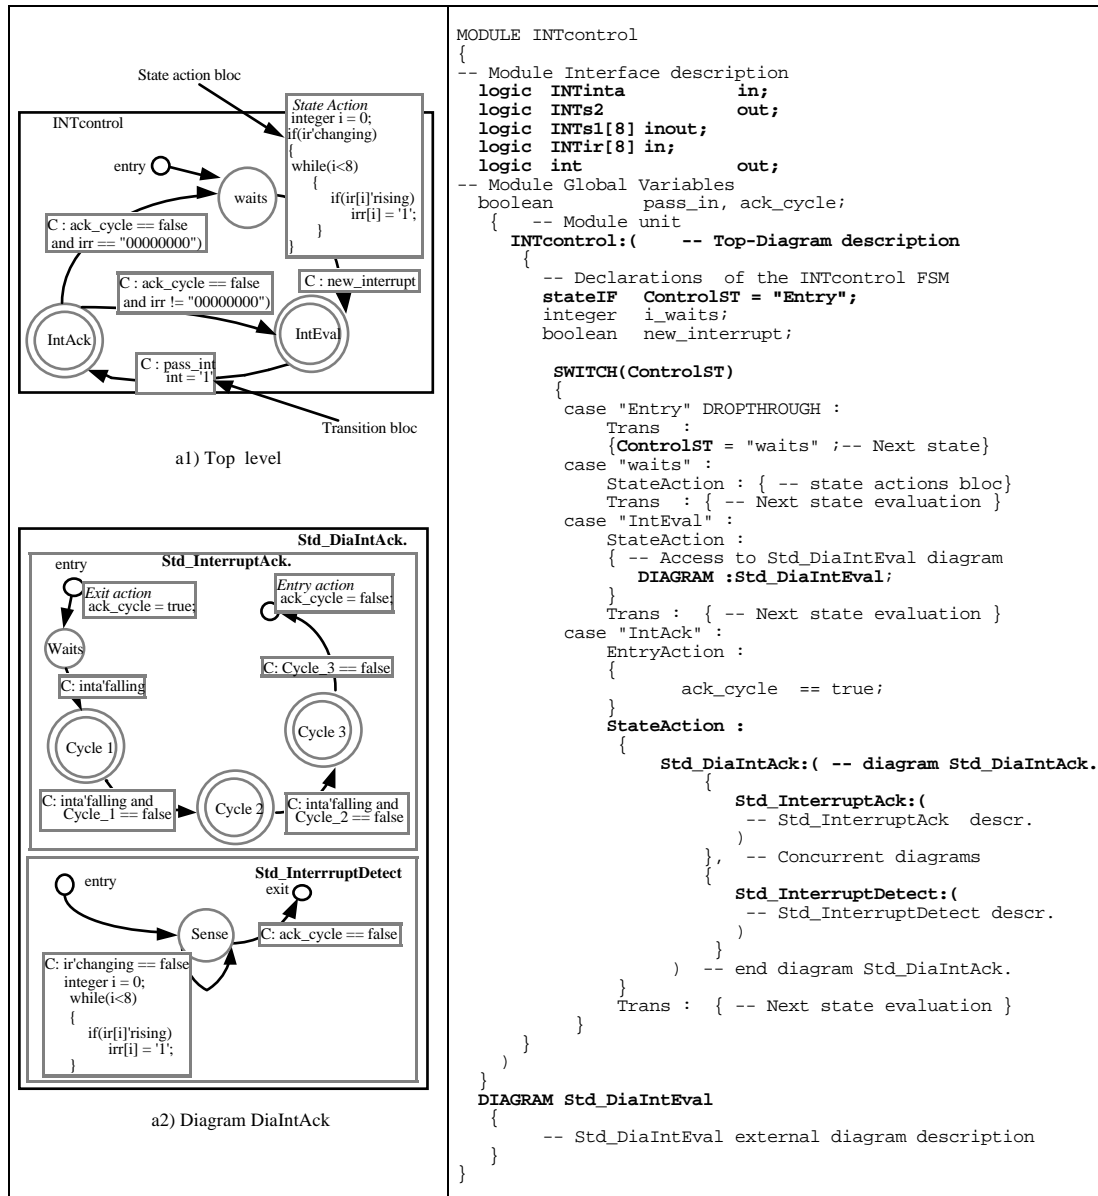 State action bloc
INTcontrol
State Action
integer i = 0;
if(ir'changing)
{
while(i<8)
{
if(ir[i]'rising)
irr[i] = '1';
}
}
entry
waits
C : ack_cycle == false
and irr == "00000000")
C : ack_cycle == false
and irr != "00000000")
C : new_interrupt
IntAck
IntEval
C : pass_int
int = '1'
Transition bloc
a1) Top level
Std_DiaIntAck.
Std_InterruptAck.
entry
Exit action
ack_cycle = true;
Entry action
ack_cycle = false;
Waits
C: inta'falling
C: Cycle_3 == false
Cycle 1
Cycle 3
C: inta'falling and
Cycle_1 == false
Cycle 2
C: inta'falling and
Cycle_2 == false
Std_InterrruptDetect
entry
exit
Sense
C: ack_cycle == false
C: ir'changing == false
integer i = 0;
while(i<8)
{
if(ir[i]'rising)
irr[i] = '1';
}
a2) Diagram DiaIntAck
MODULE INTcontrol
{
-- Module Interface description
logic INTinta in;
logic INTs2 out;
logic INTs1[8] inout;
logic INTir[8] in;
logic int out;
-- Module Global Variables
boolean pass_in, ack_cycle;
{ -- Module unit
INTcontrol:( -- Top-Diagram description
{
-- Declarations of the INTcontrol FSM
stateIF ControlST = "Entry";
integer i_waits;
boolean new_interrupt;
SWITCH(ControlST)
{
case "Entry" DROPTHROUGH :
Trans :
{ControlST = "waits" ;-- Next state}
case "waits" :
StateAction : { -- state actions bloc}
Trans : { -- Next state evaluation }
case "IntEval" :
StateAction :
{ -- Access to Std_DiaIntEval diagram
DIAGRAM :Std_DiaIntEval;
}
Trans : { -- Next state evaluation }
case "IntAck" :
EntryAction :
{
ack_cycle == true;
}
StateAction :
{
Std_DiaIntAck:( -- diagram Std_DiaIntAck.
{
Std_InterruptAck:(
-- Std_InterruptAck descr.
)
}, -- Concurrent diagrams
{
Std_InterruptDetect:(
-- Std_InterruptDetect descr.
)
}
) -- end diagram Std_DiaIntAck.
}
Trans : { -- Next state evaluation }
}
}
)
}
DIAGRAM Std_DiaIntEval
{
-- Std_DiaIntEval external diagram description
}
}